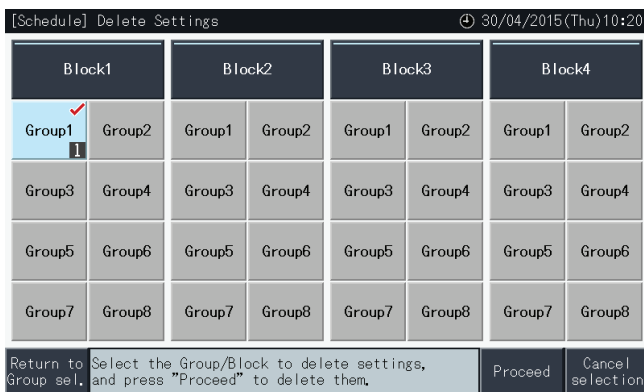 [Schedule] Delete Settings 30/04/2015(Thu)10:20
Block1 Block2 Block3 Block4
Group1 Group2 Group1 Group2 Group1 Group2 Group1 Group2
1
Group3 Group4 Group3 Group4 Group3 Group4 Group3 Group4
Group5 Group6 Group5 Group6 Group5 Group6 Group5 Group6
Group7 Group8 Group7 Group8 Group7 Group8 Group7 Group8
Return to
Group sel.
Select the Group/Block to delete settings,
and press "Proceed" to delete them.
Proceed
Cancel
selection